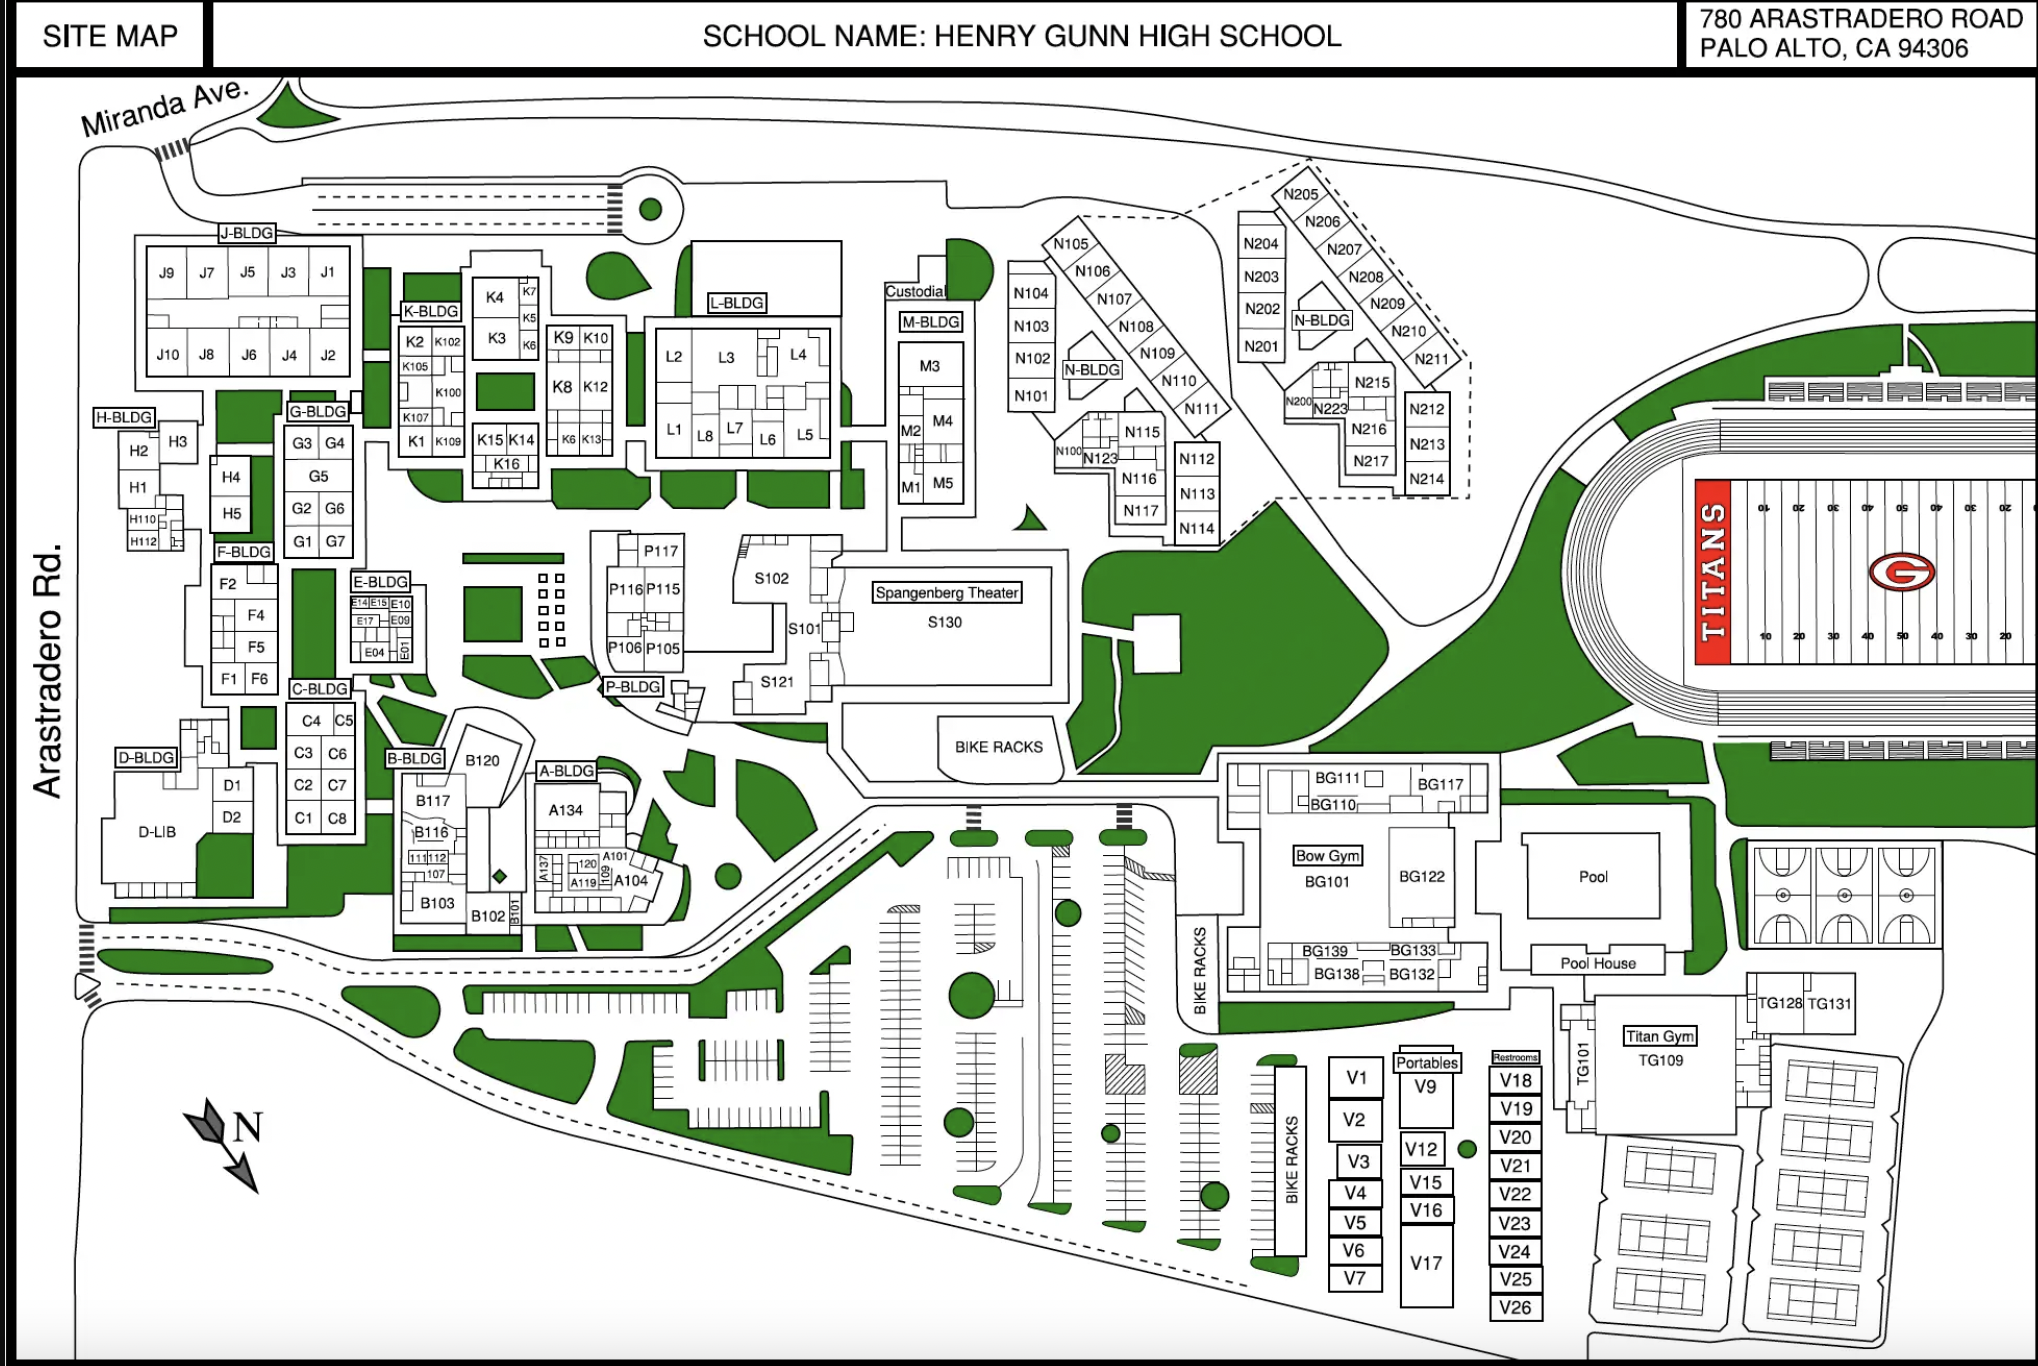 SITE MAP
SCHOOL NAME: HENRY GUNN HIGH SCHOOL
780 ARASTRADERO ROAD
PALO ALTO, CA 94306
Miranda Ave.
Arastradero Rd.
J-BLDG
J9 J7 J5 J3 J1
J10 J8 J6 J4 J2
H-BLDG
H3
H2
H1
H110
H112
H4
H5
G-BLDG
G3 G4
G5
G2 G6
G1 G7
K-BLDG
K2 K102
K105
K100
K107
K1 K109
K4 K7
K5
K3 K6
K9 K10
K8 K12
K6 K13
K15 K14
K16
L-BLDG
L2 L3 L4
L1 L8 L7 L6 L5
Custodial
M-BLDG
M3
M4
M2
M1 M5
N105
N106
N107
N108
N109
N110
N111
N104
N103
N102
N101
N-BLDG
N100
N123
N115
N116
N117
N112
N113
N114
N205
N206
N207
N208
N209
N210
N211
N204
N203
N202
N201
N-BLDG
N200
N223
N215
N216
N217
N212
N213
N214
F-BLDG
F2
F4
F5
F1 F6
E-BLDG
E14 E15 E10
E17 E09
E04 E01
P117
P116 P115
P106 P105
P-BLDG
S102
S101
S121
Spangenberg Theater
S130
TITANS
G
10 20 30 40 50 40 30 20
10 20 30 40 50 40 30 20
C-BLDG
C4 C5
C3 C6
C2 C7
C1 C8
D-BLDG
D1
D2
D-LIB
B-BLDG
B120
B117
B116
111 112
107
B103
B102
B101
A-BLDG
A134
A137
120
A119
109
A101
A104
BIKE RACKS
BG111
BG110
BG117
Bow Gym
BG101
BG122
BG139 BG133
BG138 BG132
Pool
Pool House
BIKE RACKS
TG128 TG131
TG101
Titan Gym
TG109
N
BIKE RACKS
V1
V2
V3
V4
V5
V6
V7
Portables
V9
V12
V15
V16
V17
Restrooms
V18
V19
V20
V21
V22
V23
V24
V25
V26